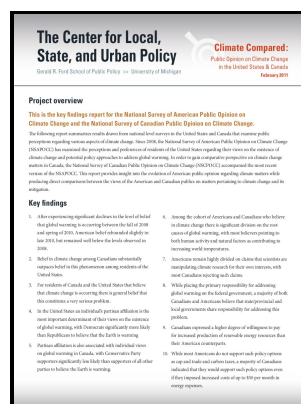 The Center for Local,
State, and Urban Policy
Gerald R. Ford School of Public Policy >> University of Michigan
Climate Compared:
Public Opinion on Climate Change
in the United States & Canada
February 2011
Project overview
This is the key findings report for the National Survey of American Public Opinion on
Climate Change and the National Survey of Canadian Public Opinion on Climate Change.
The following report summarizes results drawn from national level surveys in the United States and Canada that examine public
perceptions regarding various aspects of climate change. Since 2008, the National Survey of American Public Opinion on Climate Change
(NSAPOCC) has examined the perceptions and preferences of residents of the United States regarding their views on the existence of
climate change and potential policy approaches to address global warming. In order to gain comparative perspective on climate change
matters in Canada, the National Survey of Canadian Public Opinion on Climate Change (NSCPOCC) accompanied the most recent
version of the NSAPOCC. This report provides insight into the evolution of American public opinion regarding climate matters while
producing direct comparisons between the views of the American and Canadian publics on matters pertaining to climate change and its
mitigation.
Key findings
1. After experiencing significant declines in the level of belief
that global warming is occurring between the fall of 2008
and spring of 2010, American belief rebounded slightly in
late 2010, but remained well below the levels observed in
2008.
2. Belief in climate change among Canadians substantially
outpaces belief in this phenomenon among residents of the
United States.
3. For residents of Canada and the United States that believe
that climate change is occurring there is general belief that
this constitutes a very serious problem.
4. In the United States an individual's partisan affiliation is the
most important determinant of their views on the existence
of global warming, with Democrats significantly more likely
than Republicans to believe that the Earth is warming.
5. Partisan affiliation is also associated with individual views
on global warming in Canada, with Conservative Party
supporters significantly less likely than supporters of all other
parties to believe the Earth is warming.
6. Among the cohort of Americans and Canadians who believe
in climate change there is significant division on the root
causes of global warming, with most believers pointing to
both human activity and natural factors as contributing to
increasing world temperatures.
7. Americans remain highly divided on claims that scientists are
manipulating climate research for their own interests, with
most Canadians rejecting such claims.
8. While placing the primary responsibility for addressing
global warming on the federal government, a majority of both
Canadians and Americans believe that state/provincial and
local governments share responsibility for addressing this
problem.
9. Canadians expressed a higher degree of willingness to pay
for increased production of renewable energy resources than
their American counterparts.
10. While most Americans do not support such policy options
as cap and trade and carbon taxes, a majority of Canadians
indicated that they would support such policy options even
if they imposed increased costs of up to $50 per month in
energy expenses.